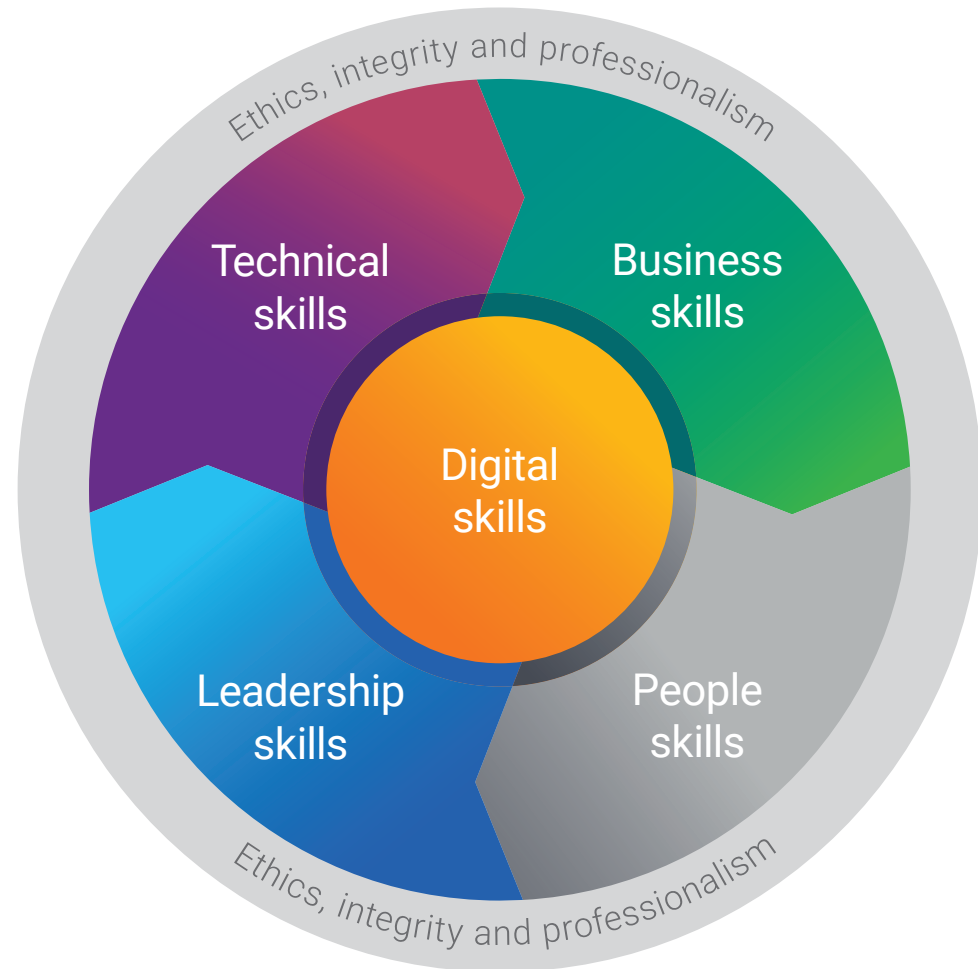 Ethics, integrity and professionalism
Technical
skills
Business
skills
Digital
skills
Leadership
skills
People
skills
Ethics, integrity and professionalism